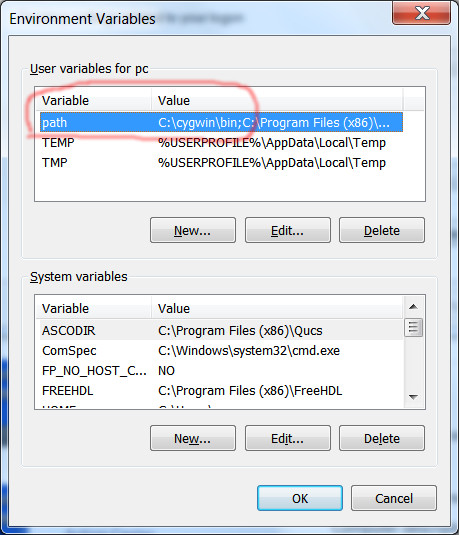 Environment Variables
User variables for pc
Variable Value
path C:\cygwin\bin;C:\Program Files (x86)\...
TEMP %USERPROFILE%\AppData\Local\Temp
TMP %USERPROFILE%\AppData\Local\Temp
New... Edit... Delete
System variables
Variable Value
ASCODIR C:\Program Files (x86)\Qucs
ComSpec C:\Windows\system32\cmd.exe
FP_NO_HOST_C... NO
FREEHDL C:\Program Files (x86)\FreeHDL
New... Edit... Delete
OK Cancel